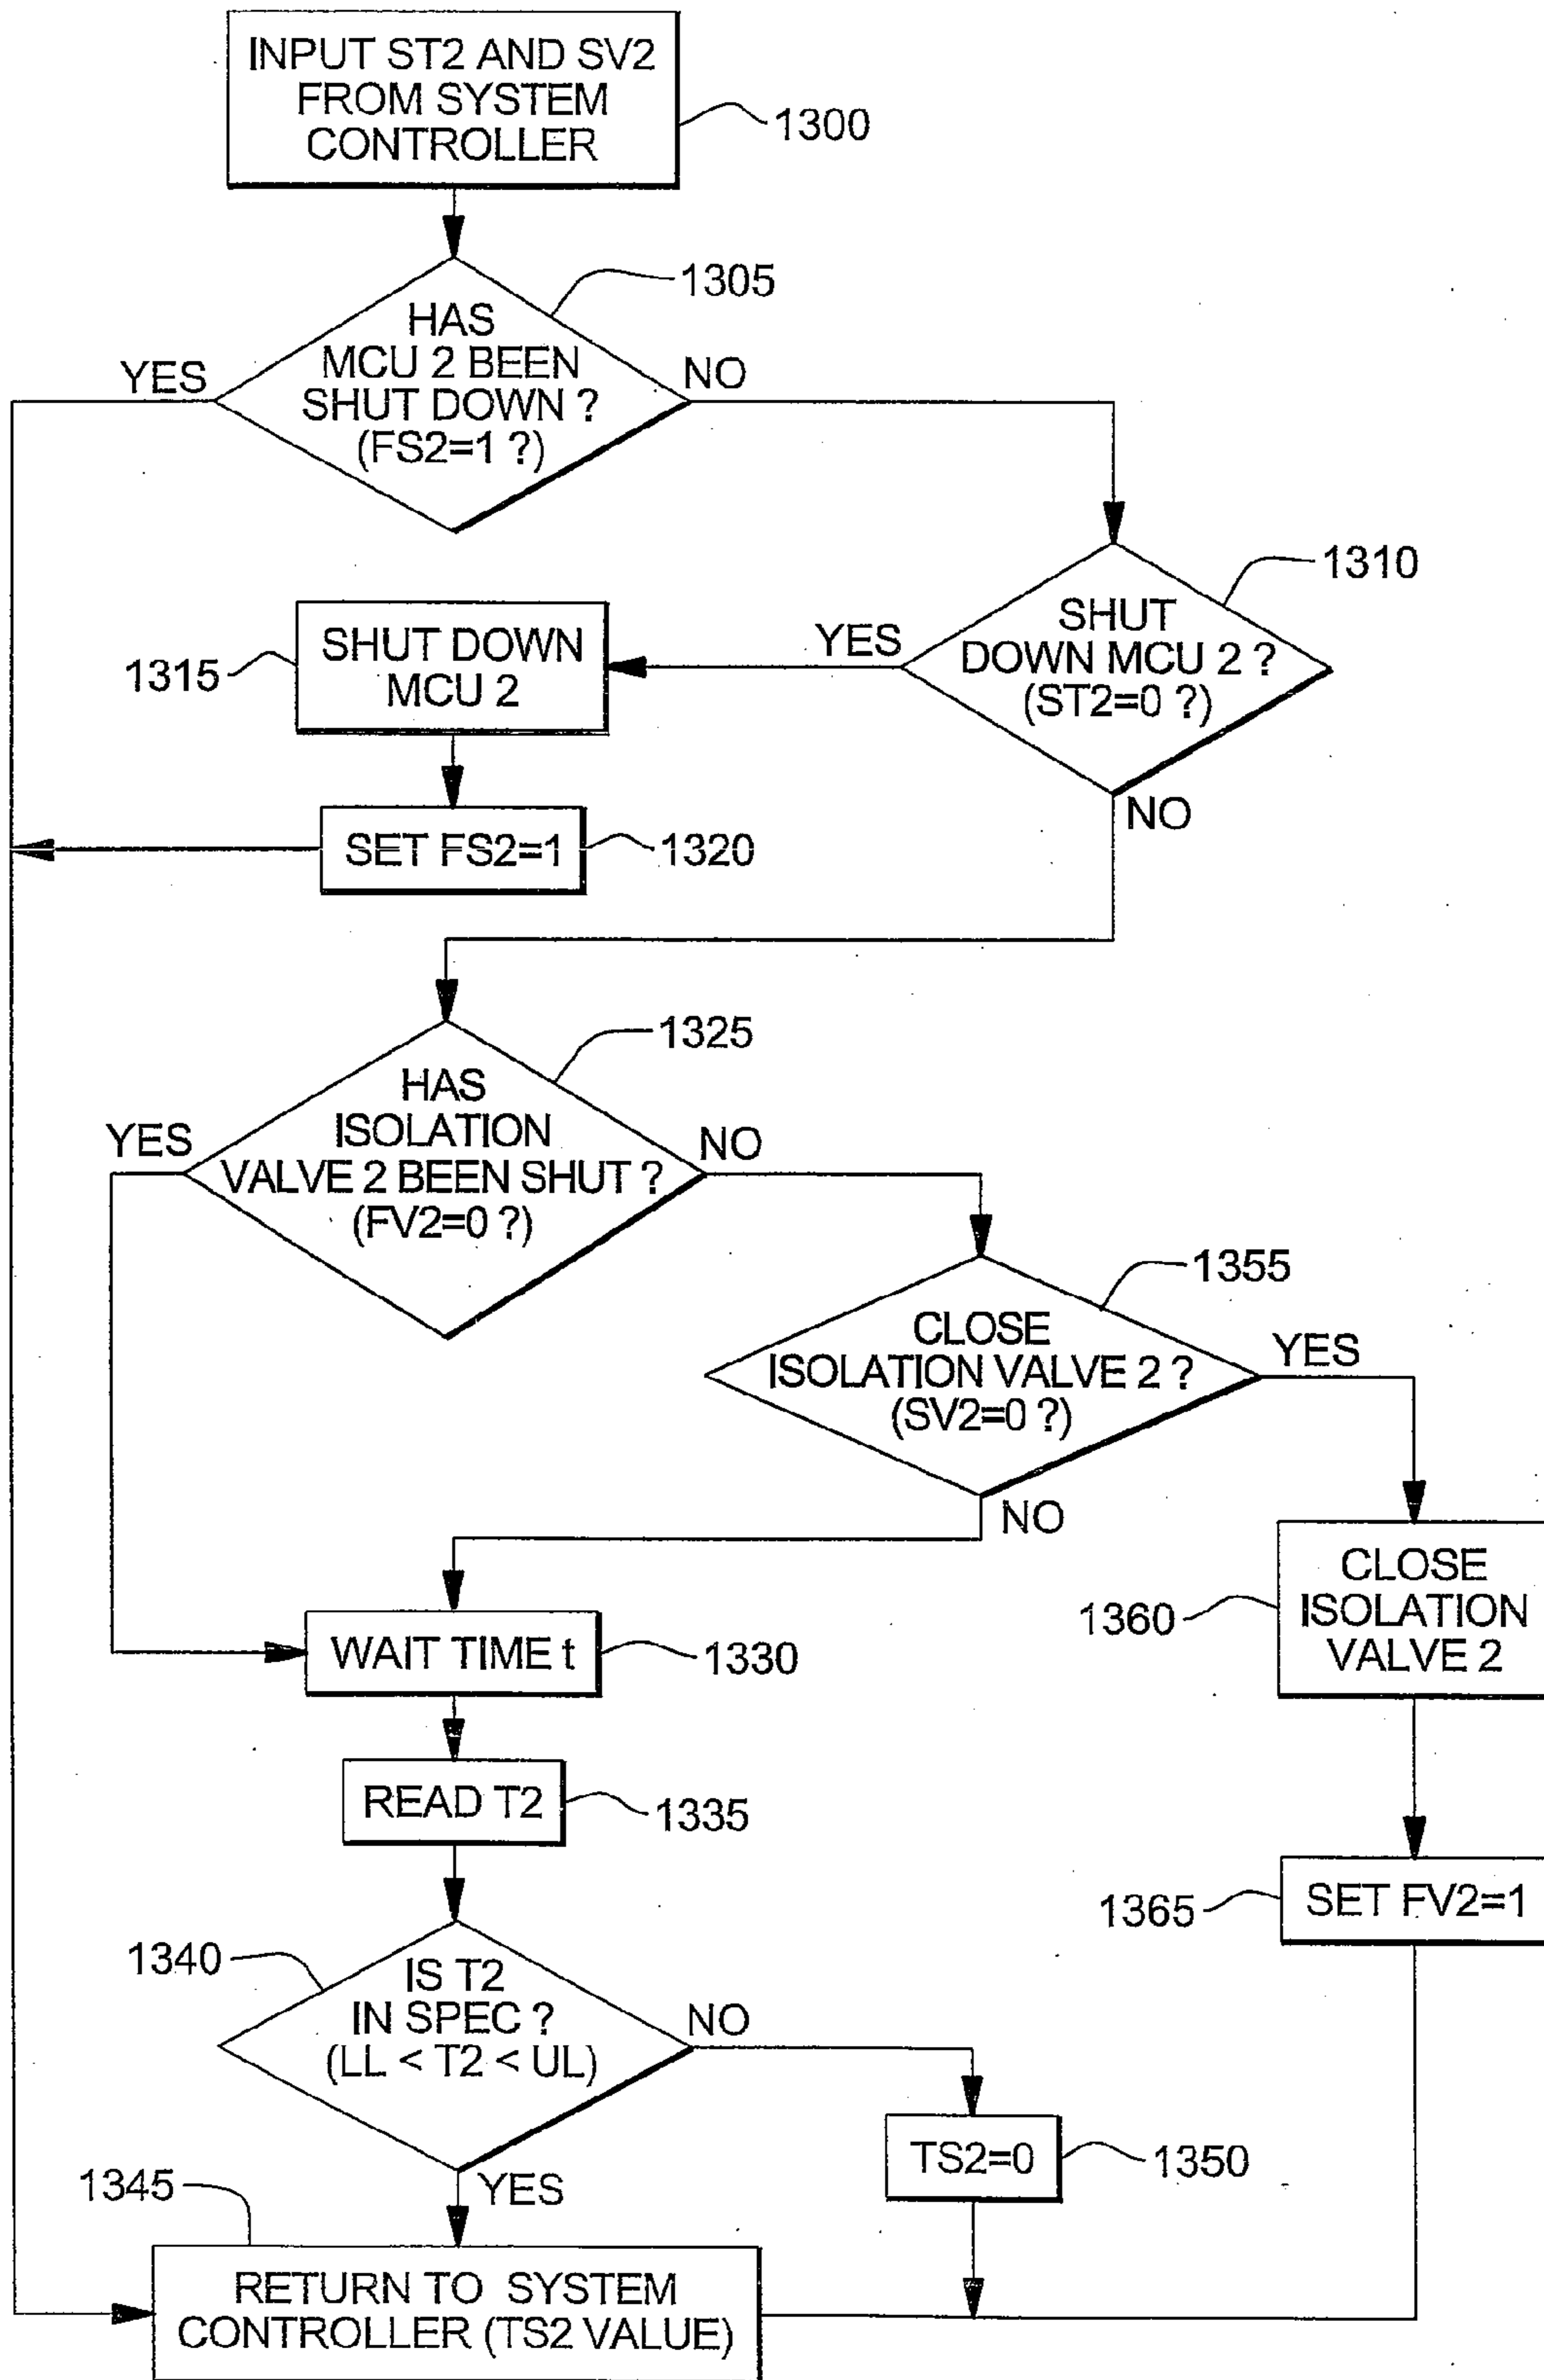 INPUT ST2 AND SV2
FROM SYSTEM
CONTROLLER
1300
1305
HAS
MCU 2 BEEN
SHUT DOWN ?
(FS2=1 ?)
YES
NO
1310
SHUT
DOWN MCU 2 ?
(ST2=0 ?)
YES
NO
SHUT DOWN
MCU 2
1315
SET FS2=1
1320
1325
HAS
ISOLATION
VALVE 2 BEEN SHUT ?
(FV2=0 ?)
YES
NO
1355
CLOSE
ISOLATION VALVE 2 ?
(SV2=0 ?)
YES
NO
CLOSE
ISOLATION
VALVE 2
1360
WAIT TIME t
1330
READ T2
1335
SET FV2=1
1365
1340
IS T2
IN SPEC ?
(LL < T2 < UL)
NO
YES
TS2=0
1350
1345
RETURN TO SYSTEM
CONTROLLER (TS2 VALUE)